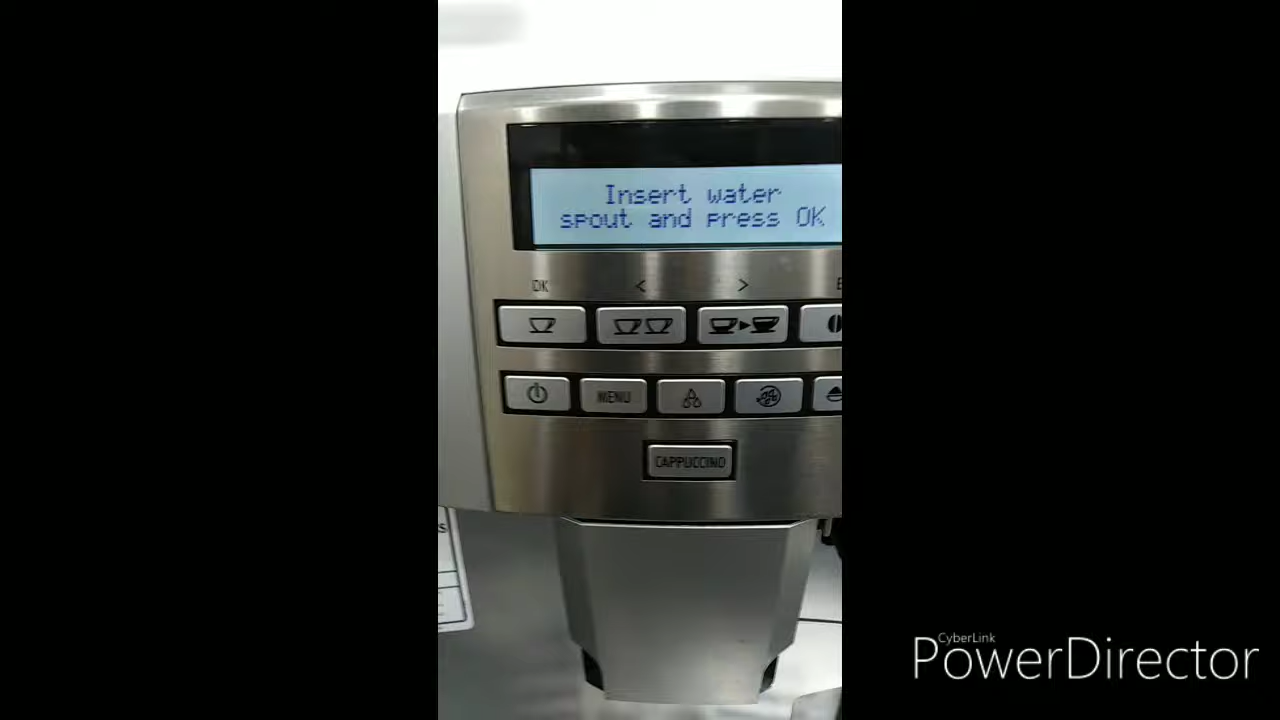 Insert water
spout and press OK
OK < >
MENU
CAPPUCCINO
CyberLink
PowerDirector